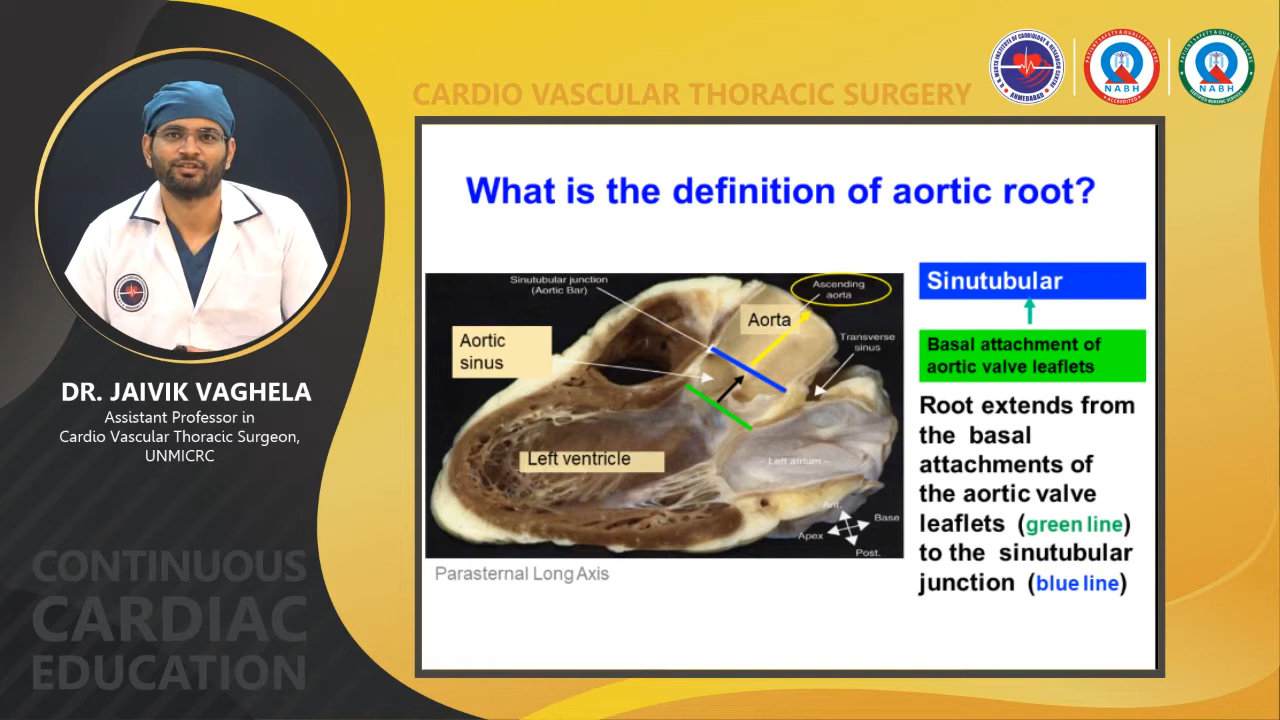 CARDIO VASCULAR THORACIC SURGERY
NABH
NABH
What is the definition of aortic root?
Sinutubular junction
(Aortic Bar)
Ascending
aorta
Aorta
Transverse
sinus
Aortic
sinus
Left ventricle
– Left atrium –
Ant.
Base
Apex
Post.
Parasternal Long Axis
Sinutubular
Basal attachment of
aortic valve leaflets
Root extends from
the basal
attachments of
the aortic valve
leaflets (green line)
to the sinutubular
junction (blue line)
DR. JAIVIK VAGHELA
Assistant Professor in
Cardio Vascular Thoracic Surgeon,
UNMICRC
CONTINUOUS
CARDIAC
EDUCATION